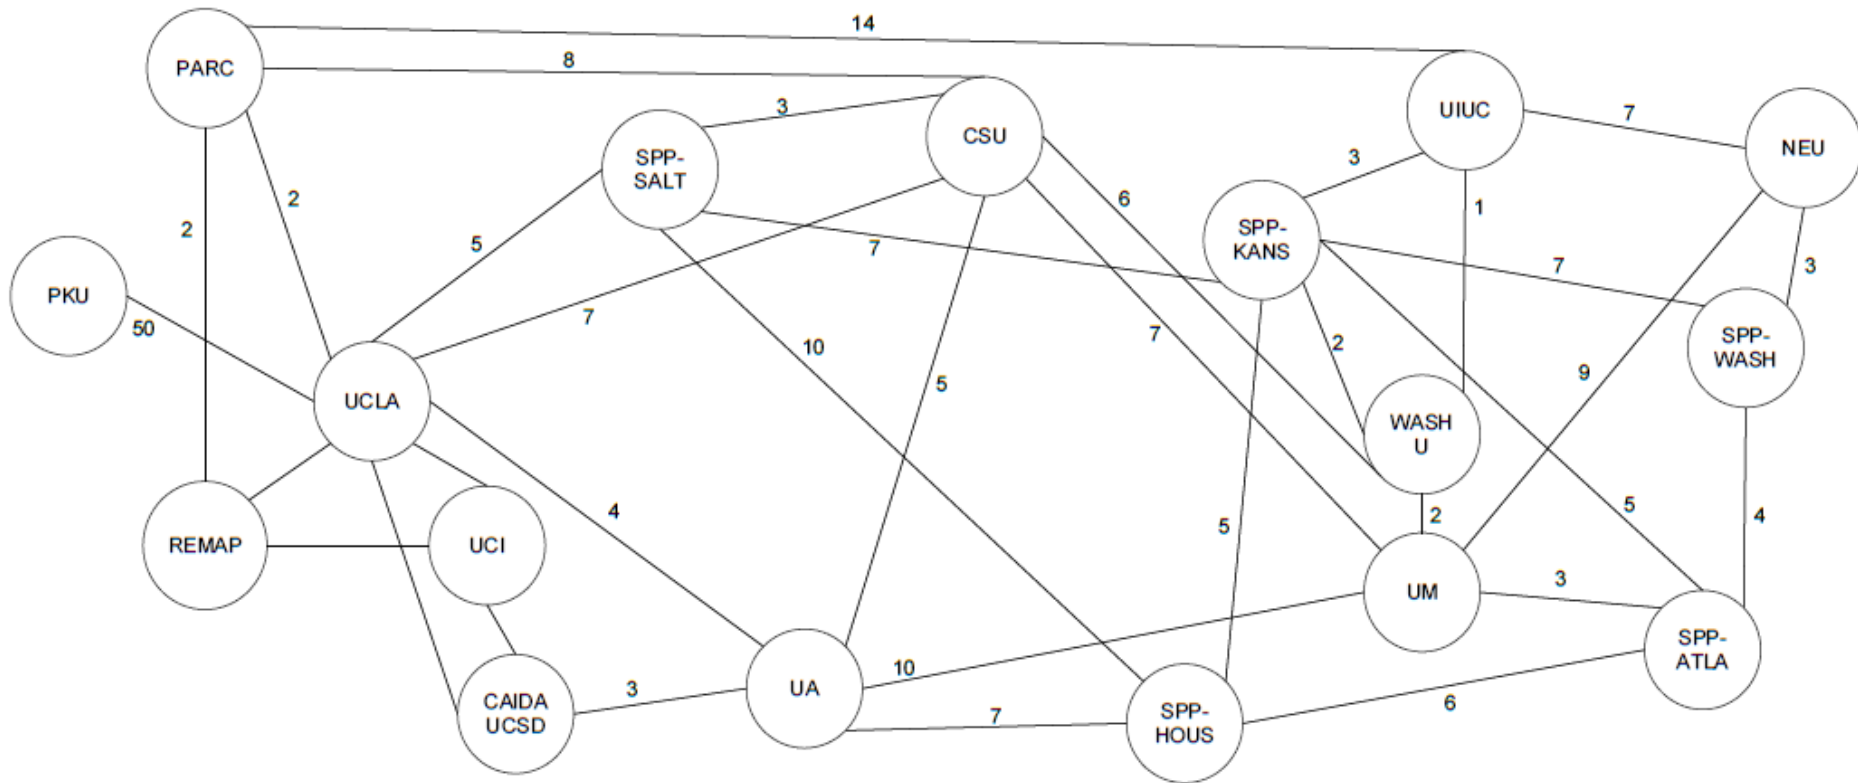 14
PARC
8
3
UIUC
7
CSU
NEU
SPP-
SALT
3
2
6
1
2
SPP-
KANS
5
7
7
3
PKU
50
7
7
2
SPP-
WASH
10
9
5
UCLA
WASH
U
4
5
2
4
5
REMAP
UCI
3
UM
SPP-
ATLA
10
3
UA
CAIDA
UCSD
7
SPP-
HOUS
6